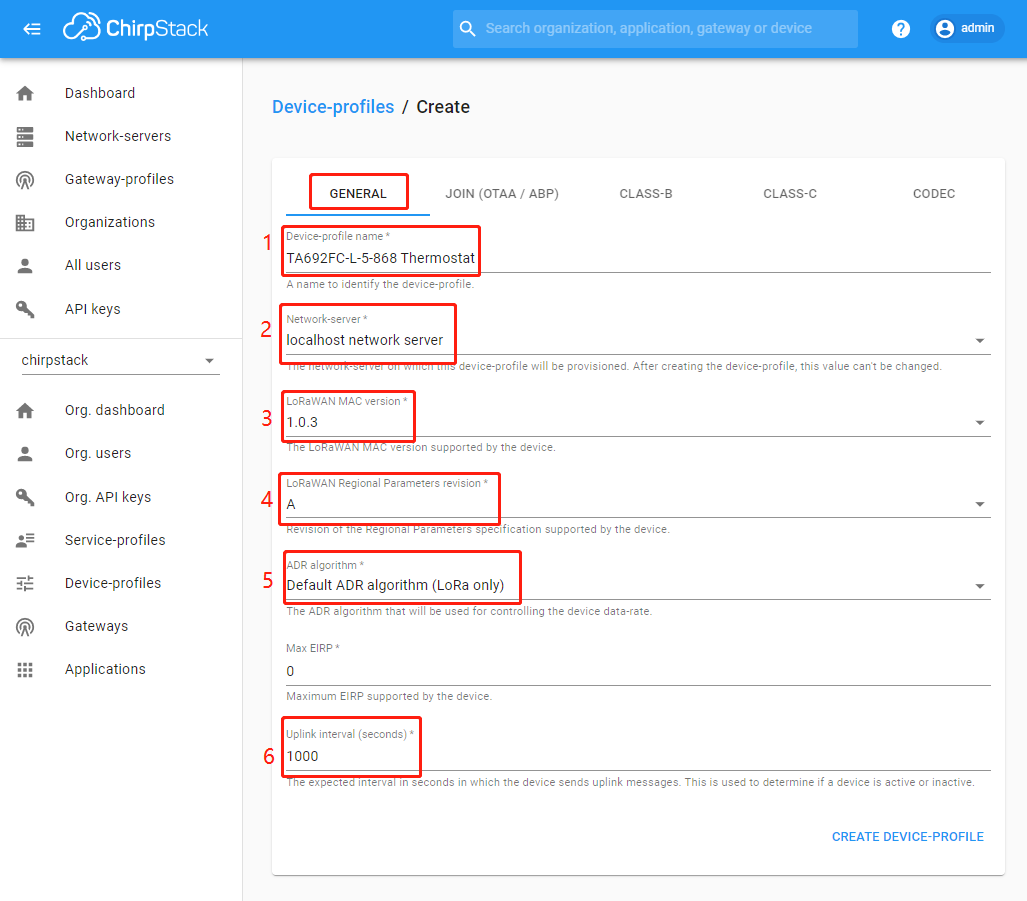 ChirpStack
Search organization, application, gateway or device
? admin
Dashboard
Network-servers
Gateway-profiles
Organizations
All users
API keys
chirpstack
Org. dashboard
Org. users
Org. API keys
Service-profiles
Device-profiles
Gateways
Applications
Device-profiles / Create
GENERAL JOIN (OTAA / ABP) CLASS-B CLASS-C CODEC
1 Device-profile name *
TA692FC-L-5-868 Thermostat
A name to identify the device-profile.
2 Network-server *
localhost network server
The network-server on which this device-profile will be provisioned. After creating the device-profile, this value can't be changed.
3 LoRaWAN MAC version *
1.0.3
The LoRaWAN MAC version supported by the device.
4 LoRaWAN Regional Parameters revision *
A
Revision of the Regional Parameters specification supported by the device.
5 ADR algorithm *
Default ADR algorithm (LoRa only)
The ADR algorithm that will be used for controlling the device data-rate.
Max EIRP *
0
Maximum EIRP supported by the device.
6 Uplink interval (seconds) *
1000
The expected interval in seconds in which the device sends uplink messages. This is used to determine if a device is active or inactive.
CREATE DEVICE-PROFILE